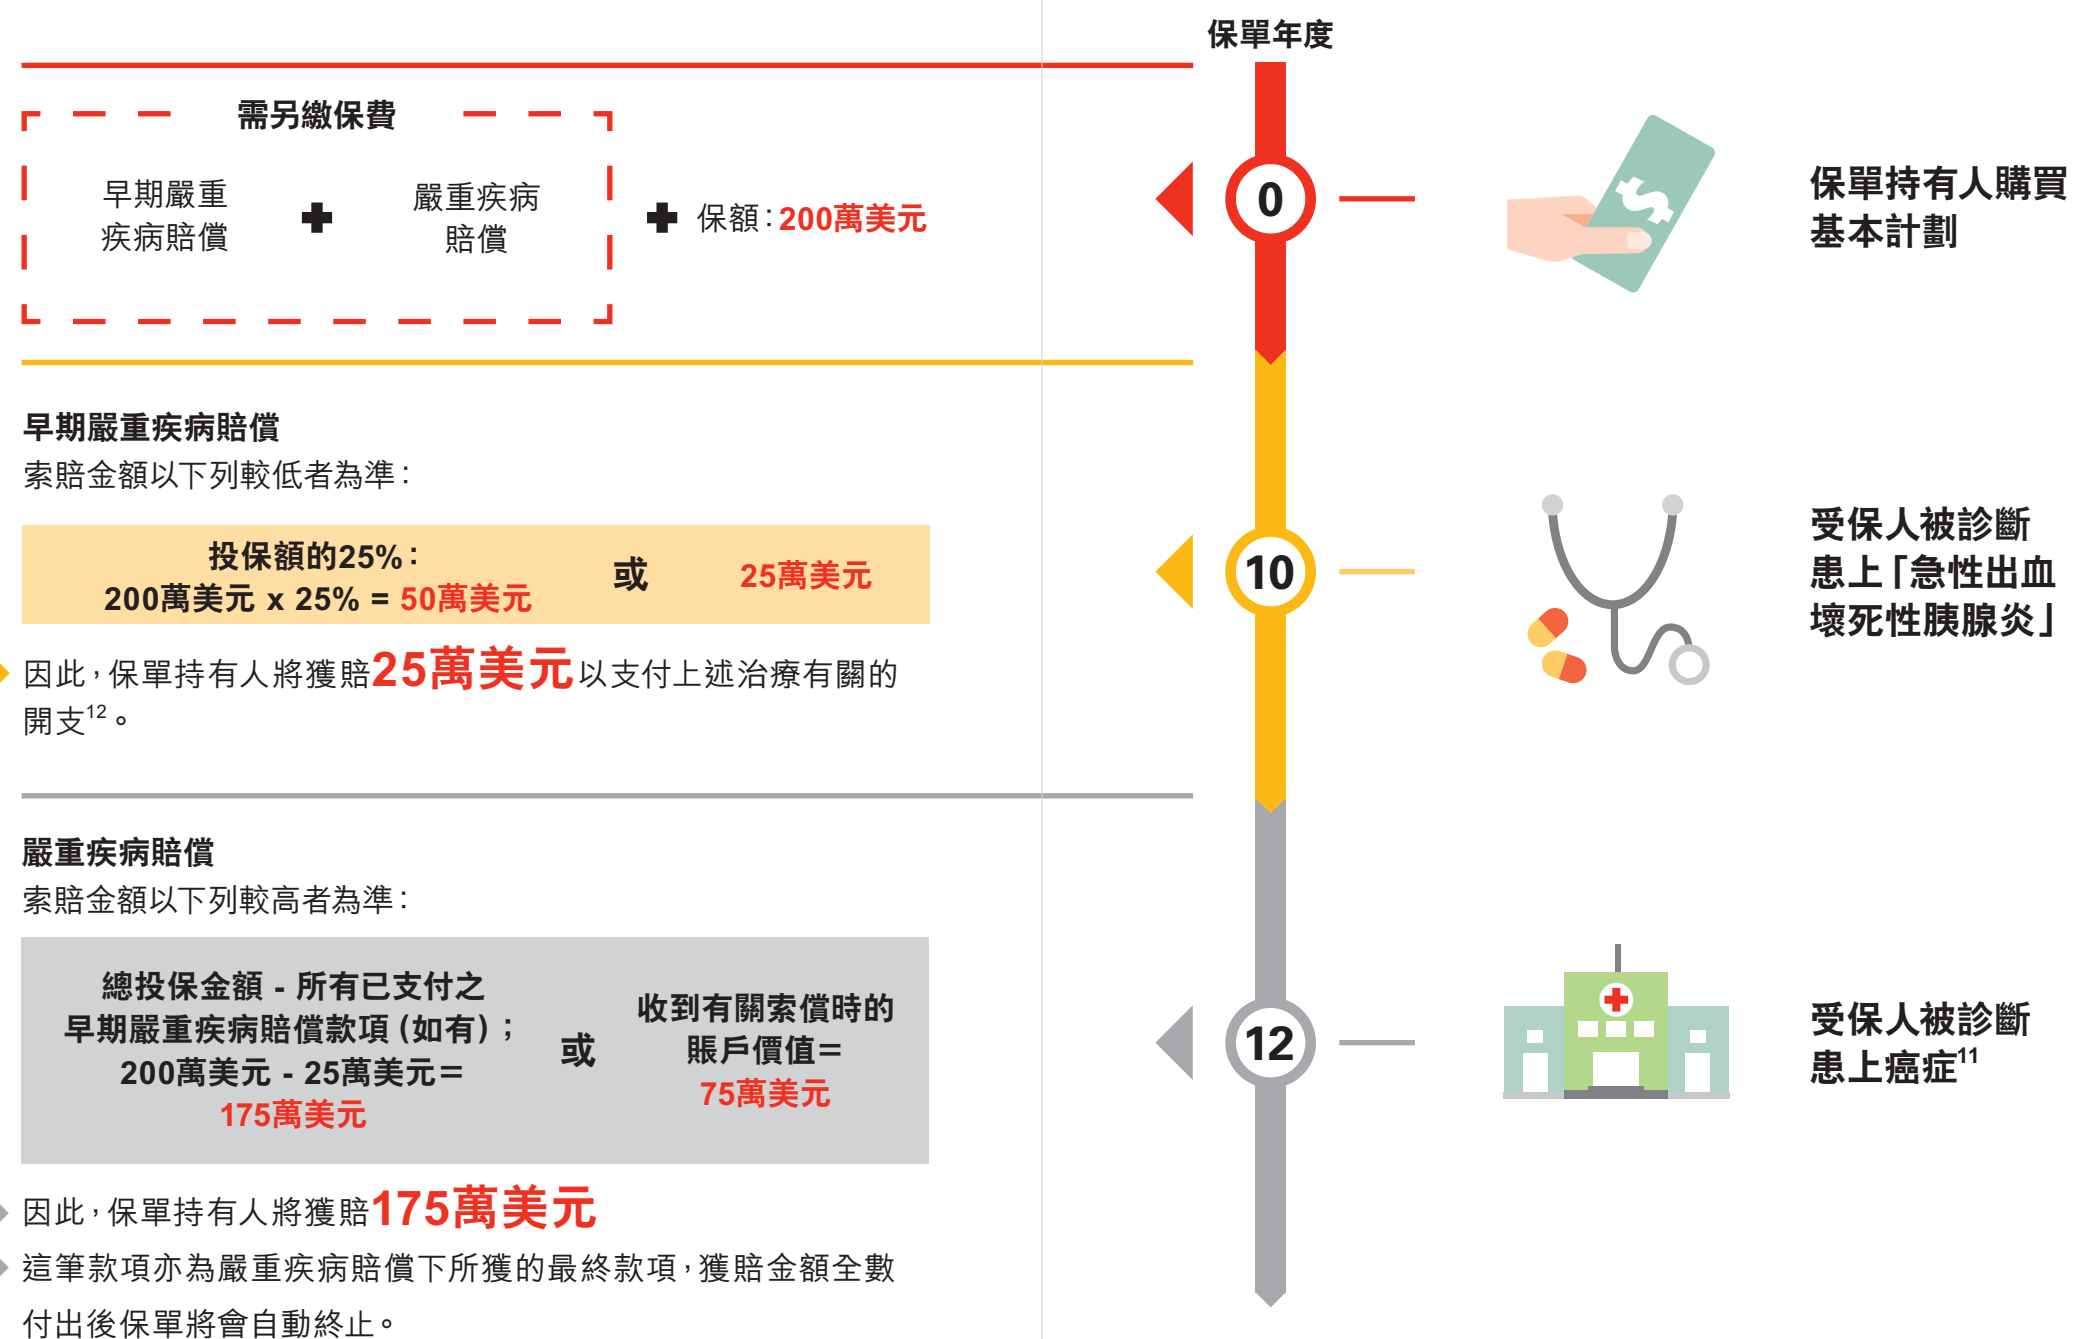 保單年度
需另繳保費
早期嚴重
疾病賠償
+
嚴重疾病
賠償
+
保額：200萬美元
0
保單持有人購買
基本計劃
早期嚴重疾病賠償
索賠金額以下列較低者為準：
投保額的25%：
200萬美元 x 25% = 50萬美元
或
25萬美元
因此，保單持有人將獲賠25萬美元以支付上述治療有關的
開支12。
10
受保人被診斷
患上「急性出血
壞死性胰腺炎」
嚴重疾病賠償
索賠金額以下列較高者為準：
總投保金額 - 所有已支付之
早期嚴重疾病賠償款項 (如有)；
200萬美元 - 25萬美元＝
175萬美元
或
收到有關索償時的
賬戶價值＝
75萬美元
因此，保單持有人將獲賠175萬美元
這筆款項亦為嚴重疾病賠償下所獲的最終款項，獲賠金額全數
付出後保單將會自動終止。
12
受保人被診斷
患上癌症11
$